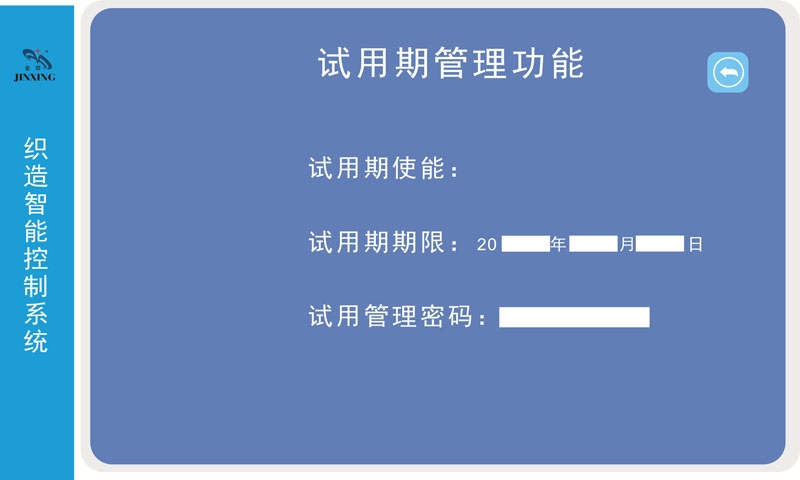 JINXING
织造智能控制系统
试用期管理功能
试用期使能：
试用期期限：20 年 月 日
试用管理密码：